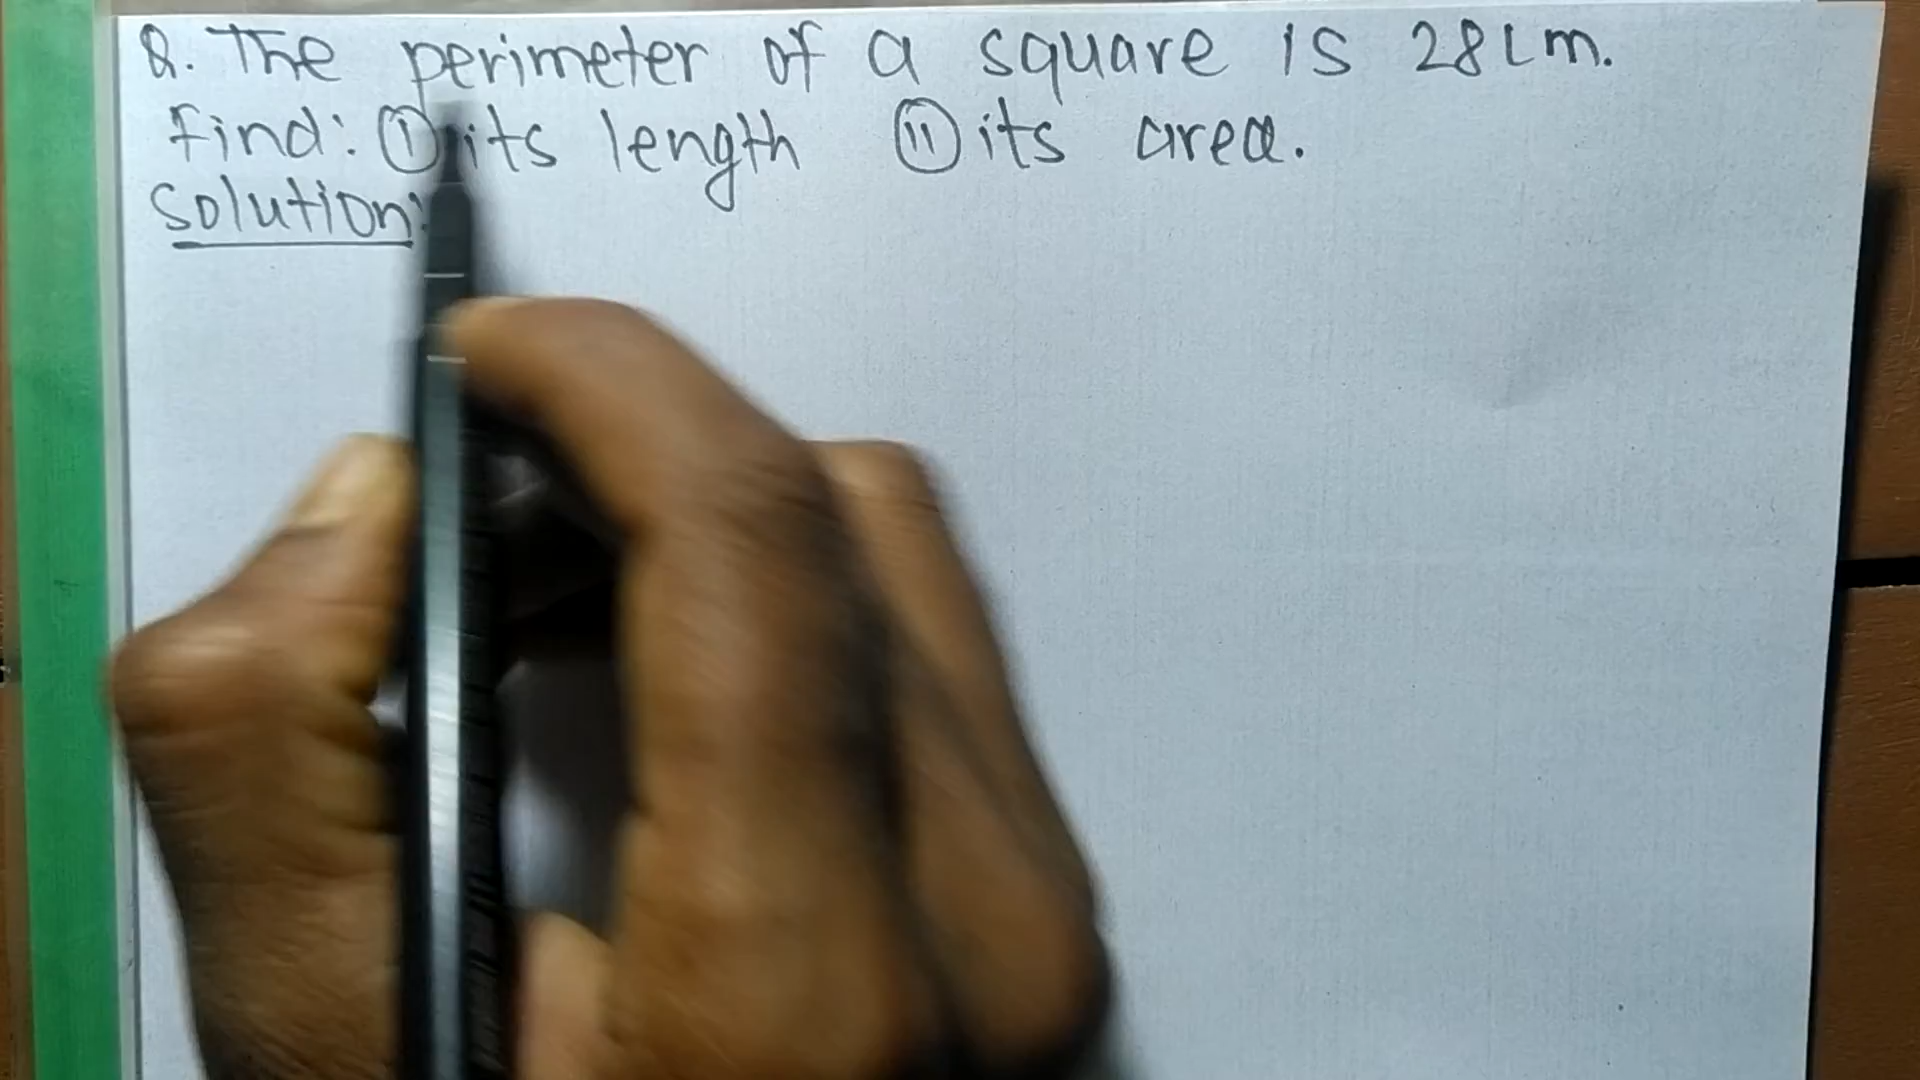 Q. The perimeter of a square is 28cm.
Find: (i) its length (ii) its area.
Solution: